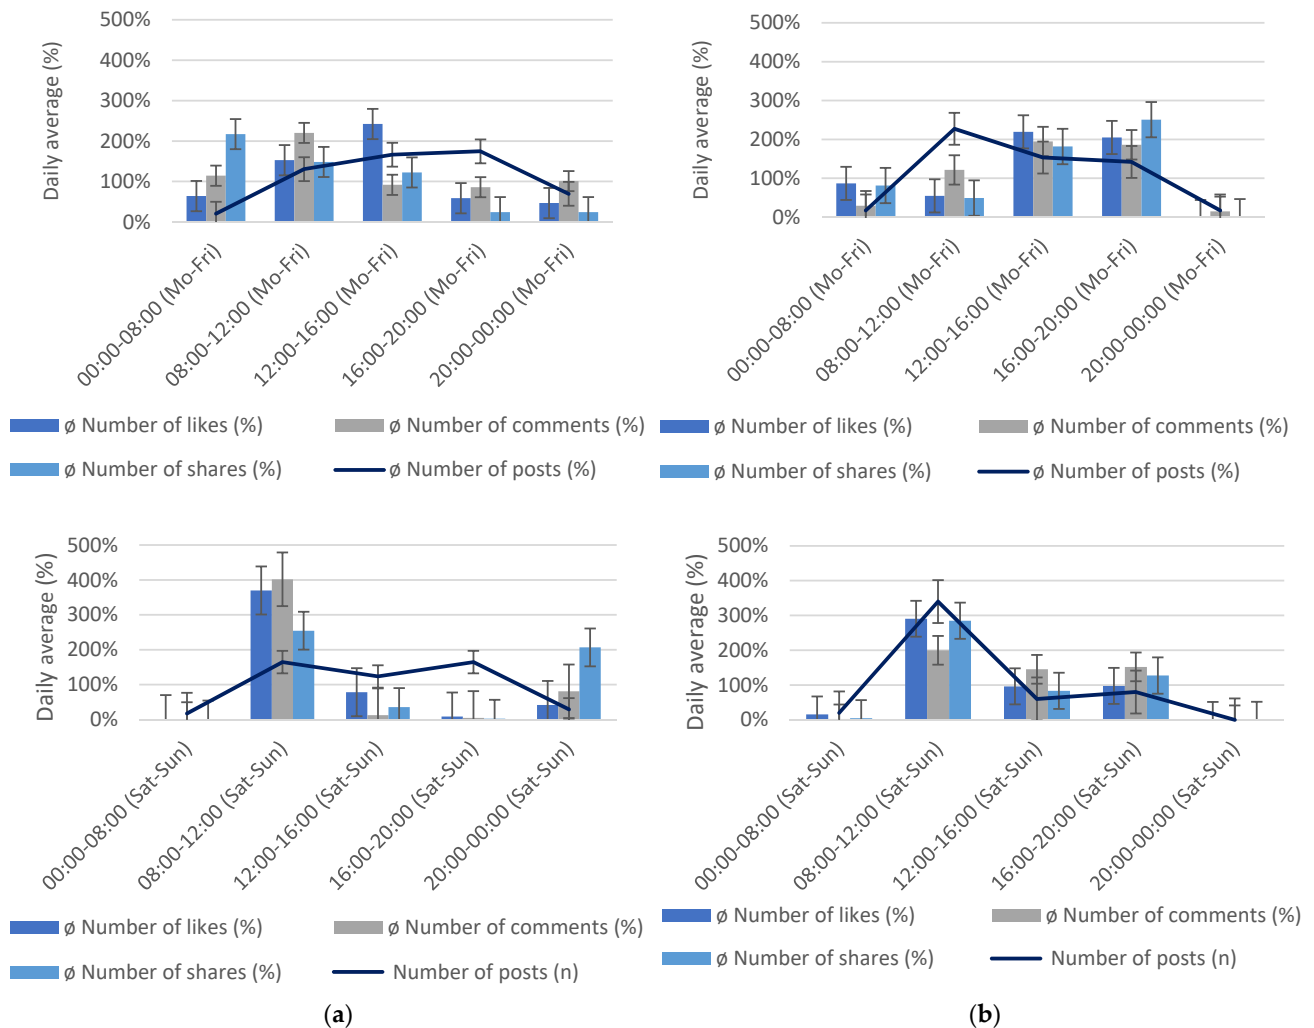 500%
400%
300%
200%
100%
0%
Daily average (%)
00:00-08:00 (Mo-Fri)
08:00-12:00 (Mo-Fri)
12:00-16:00 (Mo-Fri)
16:00-20:00 (Mo-Fri)
20:00-00:00 (Mo-Fri)
ø Number of likes (%)
ø Number of comments (%)
ø Number of shares (%)
ø Number of posts (%)
500%
400%
300%
200%
100%
0%
Daily average (%)
00:00-08:00 (Mo-Fri)
08:00-12:00 (Mo-Fri)
12:00-16:00 (Mo-Fri)
16:00-20:00 (Mo-Fri)
20:00-00:00 (Mo-Fri)
ø Number of likes (%)
ø Number of comments (%)
ø Number of shares (%)
ø Number of posts (%)
500%
400%
300%
200%
100%
0%
Daily average (%)
00:00-08:00 (Sat-Sun)
08:00-12:00 (Sat-Sun)
12:00-16:00 (Sat-Sun)
16:00-20:00 (Sat-Sun)
20:00-00:00 (Sat-Sun)
ø Number of likes (%)
ø Number of comments (%)
ø Number of shares (%)
Number of posts (n)
(a)
500%
400%
300%
200%
100%
0%
Daily average (%)
00:00-08:00 (Sat-Sun)
08:00-12:00 (Sat-Sun)
12:00-16:00 (Sat-Sun)
16:00-20:00 (Sat-Sun)
20:00-00:00 (Sat-Sun)
ø Number of likes (%)
ø Number of comments (%)
ø Number of shares (%)
Number of posts (n)
(b)